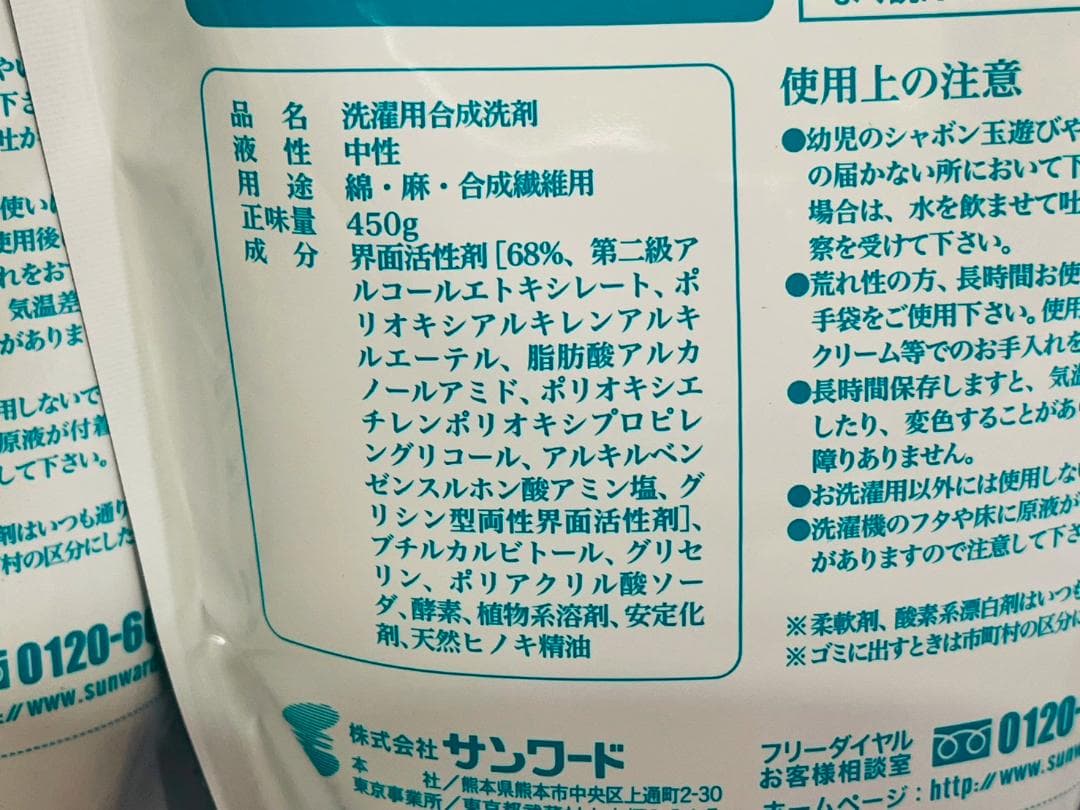 品名 洗濯用合成洗剤
液性 中性
用途 綿・麻・合成繊維用
正味量 450g
成分 界面活性剤[68%、第二級ア
ルコールエトキシレート、ポ
リオキシアルキレンアルキ
ルエーテル、脂肪酸アルカ
ノールアミド、ポリオキシエ
チレンポリオキシプロピレ
ングリコール、アルキルベン
ゼンスルホン酸アミン塩、グ
リシン型両性界面活性剤]、
ブチルカルビトール、グリセ
リン、ポリアクリル酸ソー
ダ、酵素、植物系溶剤、安定化
剤、天然ヒノキ精油
株式会社サンワード
本社/熊本県熊本市中央区上通町2-30
東京事業所/東京都武蔵
使用上の注意
●幼児のシャボン玉遊びや
の届かない所において下
場合は、水を飲ませて吐
察を受けて下さい。
●荒れ性の方、長時間お使
手袋をご使用下さい。使用
クリーム等でのお手入れを
●長時間保存しますと、気温
したり、変色することがあ
障りありません。
●お洗濯用以外には使用しな
●洗濯機のフタや床に原液が
がありますので注意して下さ
※柔軟剤、酸素系漂白剤はいつも
※ゴミに出すときは市町村の区分に
フリーダイヤル
お客様相談室
0120-
ホームページ:http://www.sunwa
下さ
吐か
使い
使用後
れをお
気温差
がありま
用しないで
原液が付着
して下さい。
剤はいつも通り
村の区分にした
0120-6
://www.sunward